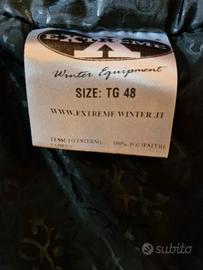 EXTREME
Winter Equipment
SIZE: TG 48
WWW.EXTREME WINTER.IT
TESSUTO ESTERNO
100% POLIESTERE
subito